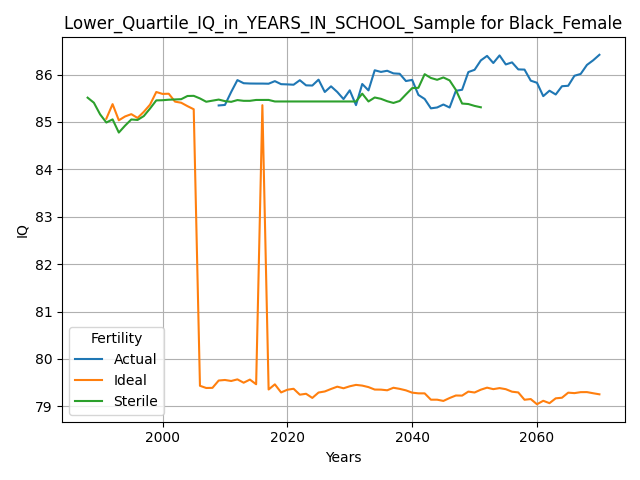 Lower_Quartile_IQ_in_YEARS_IN_SCHOOL_Sample for Black_Female
IQ
86
85
84
83
82
81
80
79
Fertility
Actual
Ideal
Sterile
2000
2020
2040
2060
Years